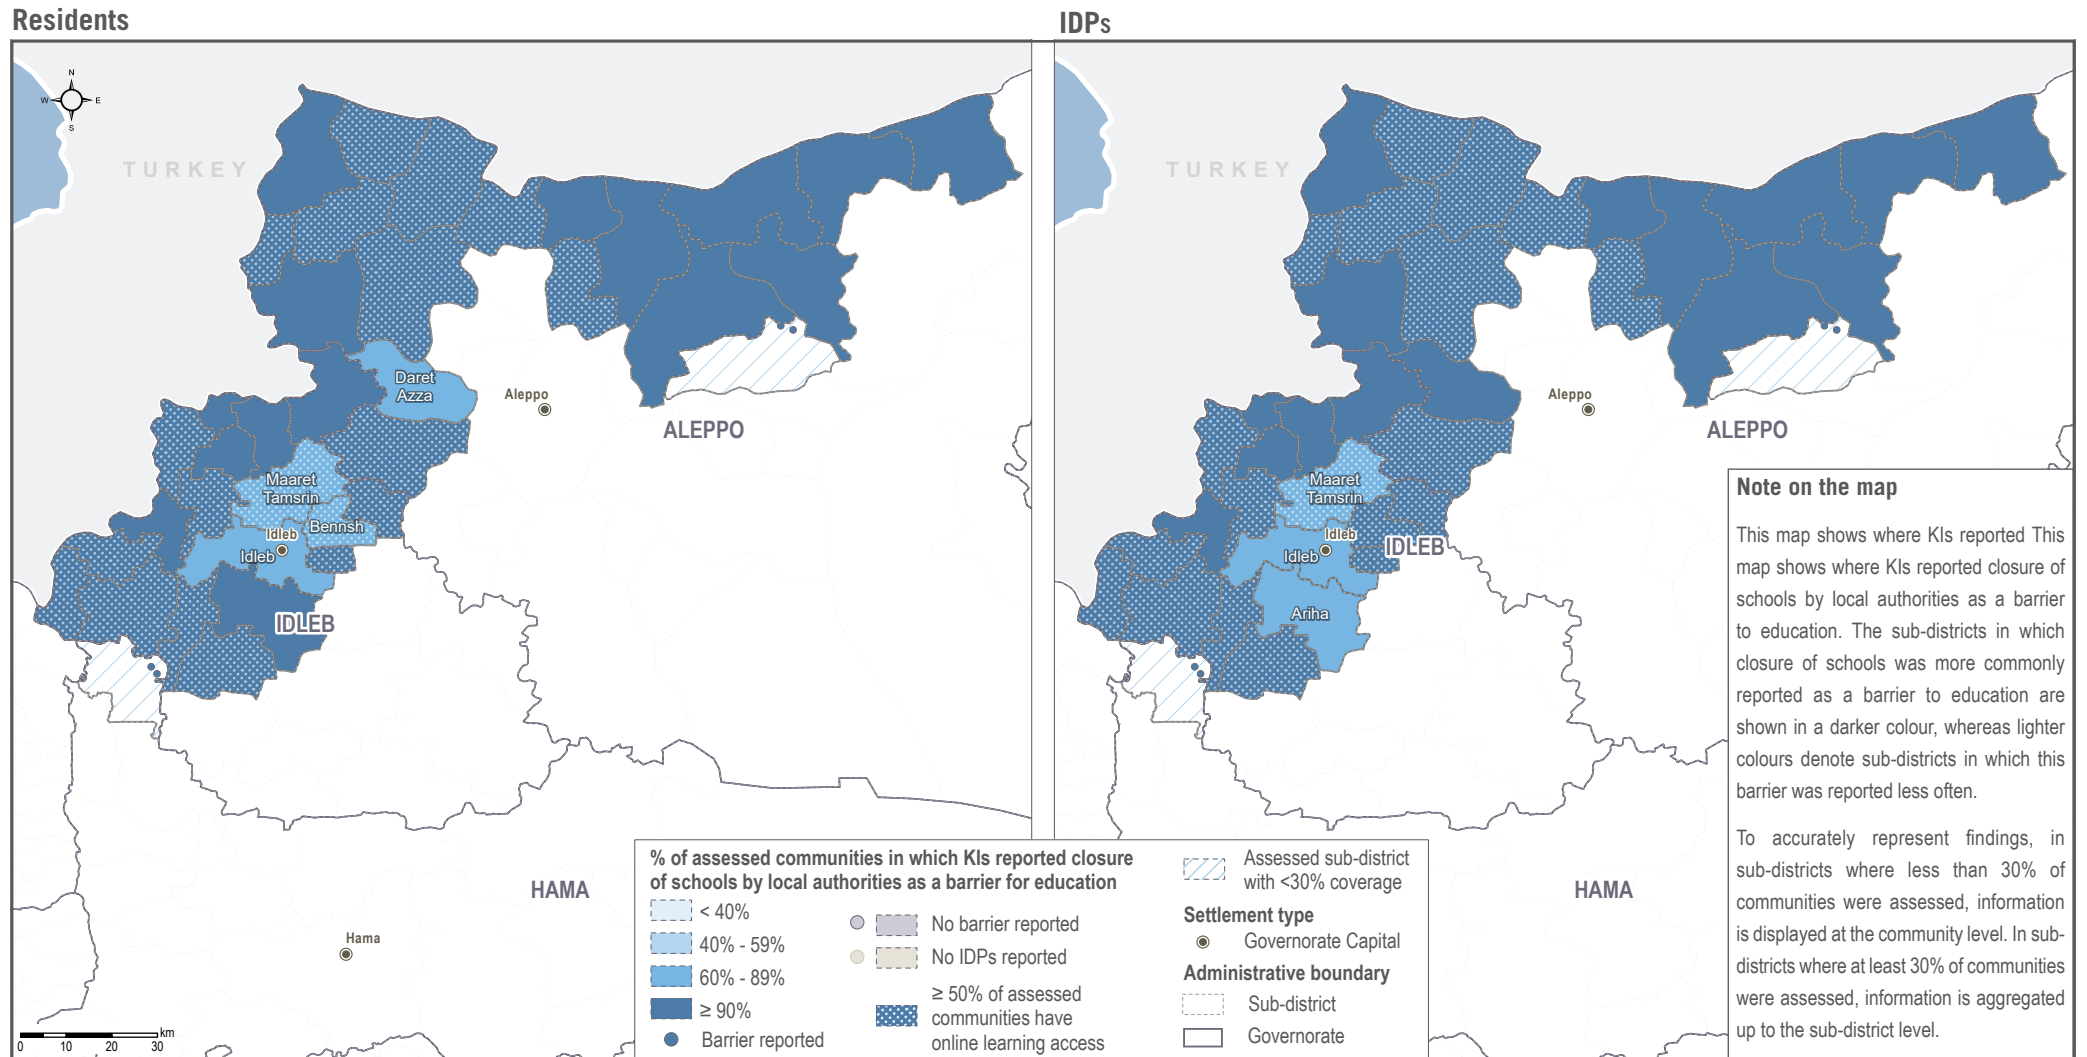 Residents
N
W
E
S
TURKEY
Daret
Azza
Aleppo
ALEPPO
Maaret
Tamsrin
Bennsh
Idleb
Idleb
IDLEB
HAMA
Hama
km
0 10 20 30
IDPs
TURKEY
Aleppo
ALEPPO
Maaret
Tamsrin
Idleb
IDLEB
Idleb
Ariha
HAMA
% of assessed communities in which KIs reported closure
of schools by local authorities as a barrier for education
< 40%
40% - 59%
60% - 89%
≥ 90%
Barrier reported
No barrier reported
No IDPs reported
≥ 50% of assessed
communities have
online learning access
Assessed sub-district
with <30% coverage
Settlement type
Governorate Capital
Administrative boundary
Sub-district
Governorate
Note on the map
This map shows where KIs reported This
map shows where KIs reported closure of
schools by local authorities as a barrier
to education. The sub-districts in which
closure of schools was more commonly
reported as a barrier to education are
shown in a darker colour, whereas lighter
colours denote sub-districts in which this
barrier was reported less often.
To accurately represent findings, in
sub-districts where less than 30% of
communities were assessed, information
is displayed at the community level. In sub-
districts where at least 30% of communities
were assessed, information is aggregated
up to the sub-district level.